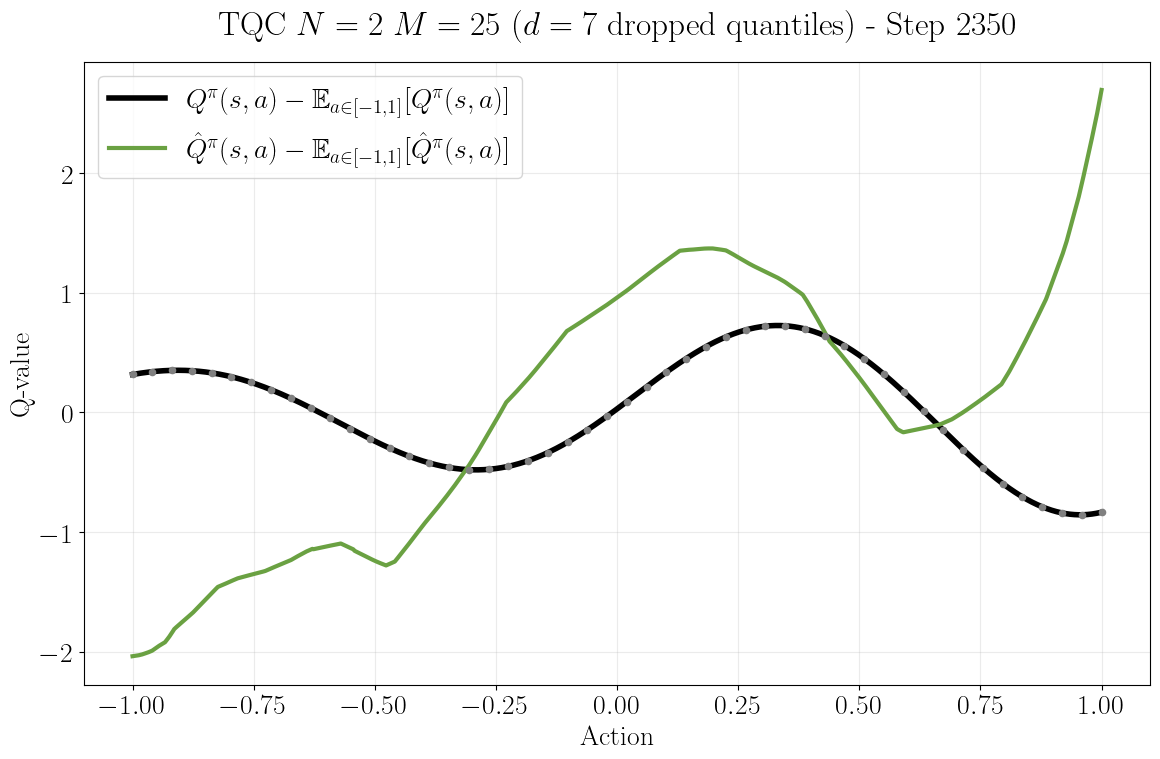 TQC N = 2 M = 25 (d = 7 dropped quantiles) - Step 2350
Q^π(s, a) − 𝔼_{a∈[−1,1]}[Q^π(s, a)]
Q̂^π(s, a) − 𝔼_{a∈[−1,1]}[Q̂^π(s, a)]
2
1
0
−1
−2
Q-value
−1.00 −0.75 −0.50 −0.25 0.00 0.25 0.50 0.75 1.00
Action